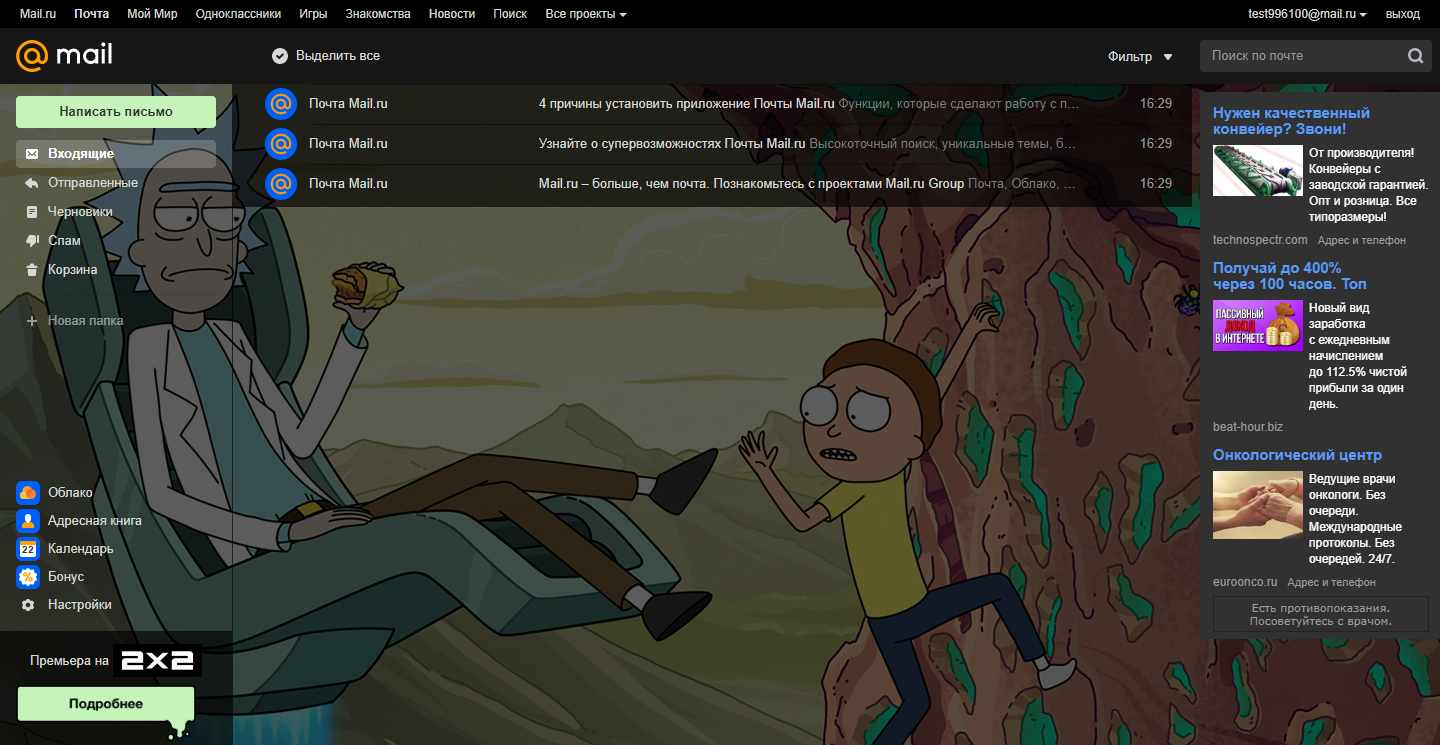 Mail.ru Почта Мой Мир Одноклассники Игры Знакомства Новости Поиск Все проекты test996100@mail.ru выход
@mail Выделить все Фильтр Поиск по почте
Написать письмо
Входящие
Отправленные
Черновики
Спам
Корзина
Новая папка
Облако
Адресная книга
22 Календарь
Бонус
Настройки
Премьера на 2x2
Подробнее
Почта Mail.ru 4 причины установить приложение Почты Mail.ru Функции, которые сделают работу с п... 16:29
Почта Mail.ru Узнайте о супервозможностях Почты Mail.ru Высокоточный поиск, уникальные темы, б... 16:29
Почта Mail.ru Mail.ru – больше, чем почта. Познакомьтесь с проектами Mail.ru Group Почта, Облако, ... 16:29
Нужен качественный
конвейер? Звони!
От производителя!
Конвейеры с
заводской гарантией.
Опт и розница. Все
типоразмеры!
technospectr.com Адрес и телефон
Получай до 400%
через 100 часов. Топ
ПАССИВНЫЙ
ДОХОД
В ИНТЕРНЕТЕ
Новый вид
заработка
с ежедневным
начислением
до 112.5% чистой
прибыли за один
день.
beat-hour.biz
Онкологический центр
Ведущие врачи
онкологи. Без
очереди.
Международные
протоколы. Без
очередей. 24/7.
euroonco.ru Адрес и телефон
Есть противопоказания.
Посоветуйтесь с врачом.